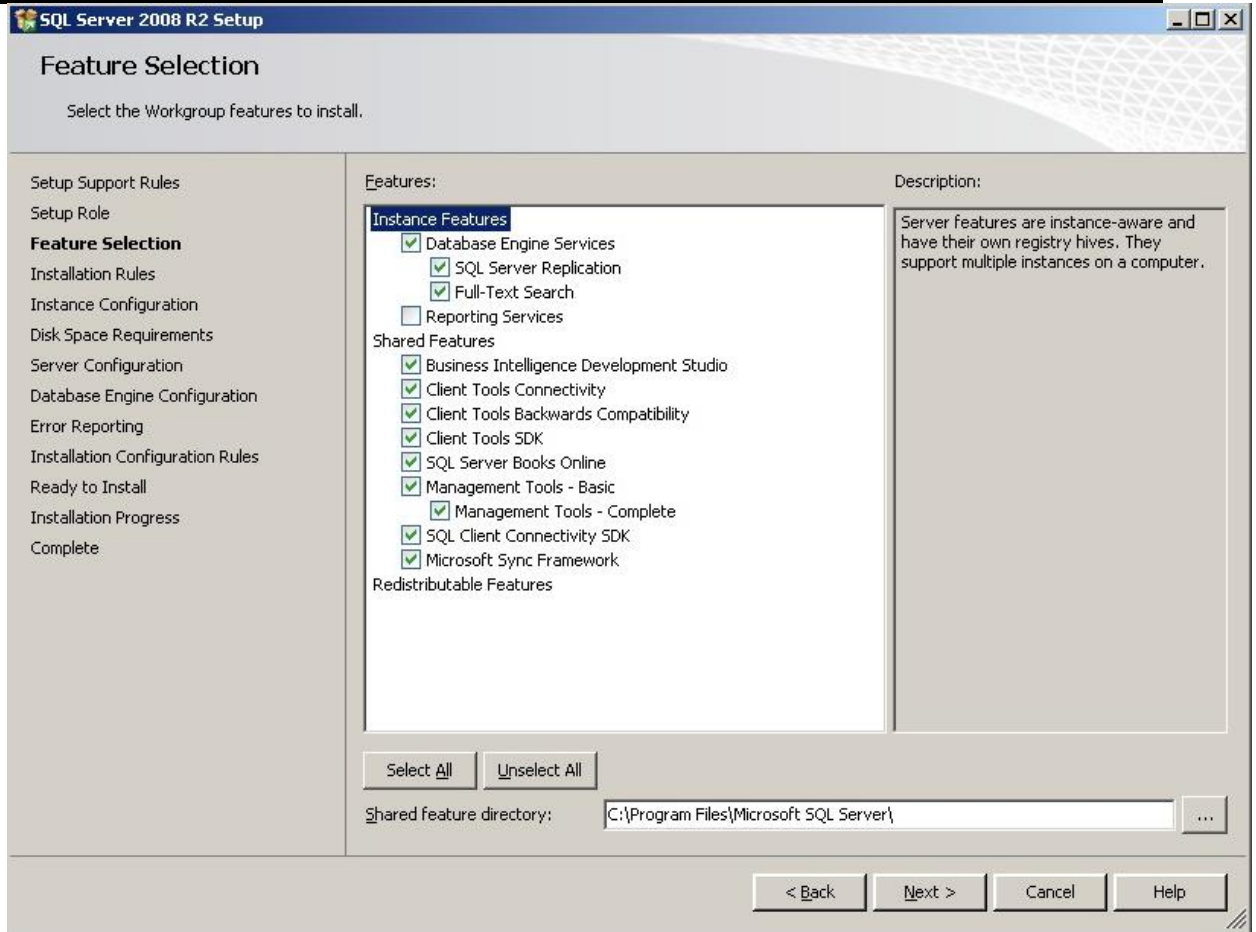 SQL Server 2008 R2 Setup
Feature Selection
Select the Workgroup features to install.
Setup Support Rules
Setup Role
Feature Selection
Installation Rules
Instance Configuration
Disk Space Requirements
Server Configuration
Database Engine Configuration
Error Reporting
Installation Configuration Rules
Ready to Install
Installation Progress
Complete
Features:
Instance Features
Database Engine Services
SQL Server Replication
Full-Text Search
Reporting Services
Shared Features
Business Intelligence Development Studio
Client Tools Connectivity
Client Tools Backwards Compatibility
Client Tools SDK
SQL Server Books Online
Management Tools - Basic
Management Tools - Complete
SQL Client Connectivity SDK
Microsoft Sync Framework
Redistributable Features
Description:
Server features are instance-aware and
have their own registry hives. They
support multiple instances on a computer.
Select All
Unselect All
Shared feature directory:
C:\Program Files\Microsoft SQL Server\
...
< Back
Next >
Cancel
Help